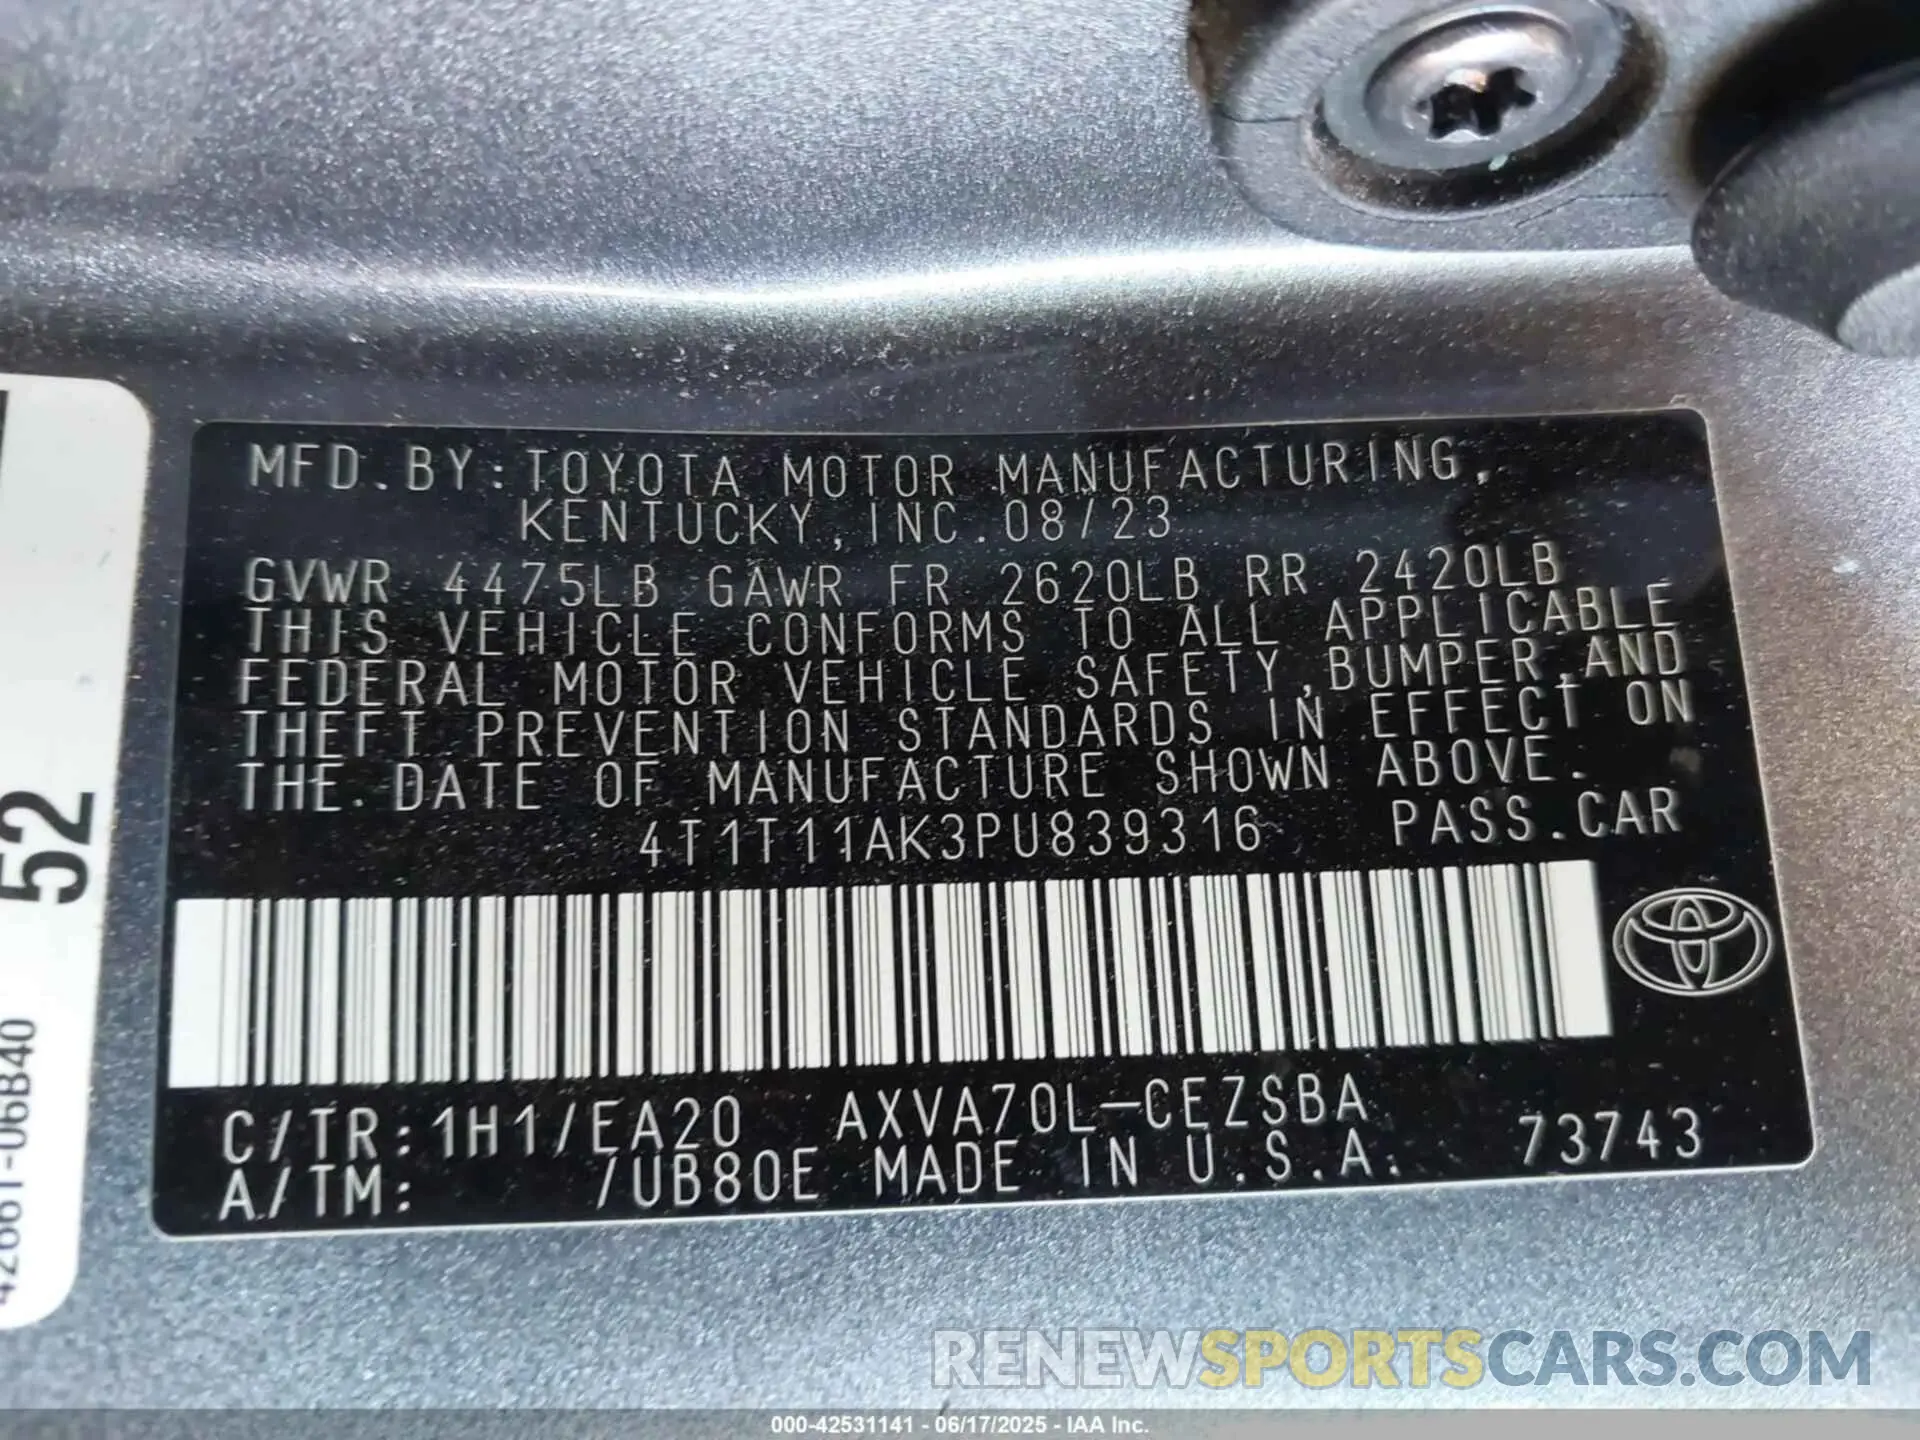 MFD.BY:TOYOTA MOTOR MANUFACTURING,
KENTUCKY,INC.08/23
GVWR 4475LB GAWR FR 2620LB RR 2420LB
THIS VEHICLE CONFORMS TO ALL APPLICABLE
FEDERAL MOTOR VEHICLE SAFETY,BUMPER,AND
THEFT PREVENTION STANDARDS IN EFFECT ON
THE DATE OF MANUFACTURE SHOWN ABOVE.
4T1T11AK3PU839316 PASS.CAR
C/TR:1H1/EA20 AXVA70L-CEZSBA
A/TM: /UB80E MADE IN U.S.A. 73743
52
42661-06B40
RENEWSPORTSCARS.COM
000-42531141 - 06/17/2025 - IAA Inc.